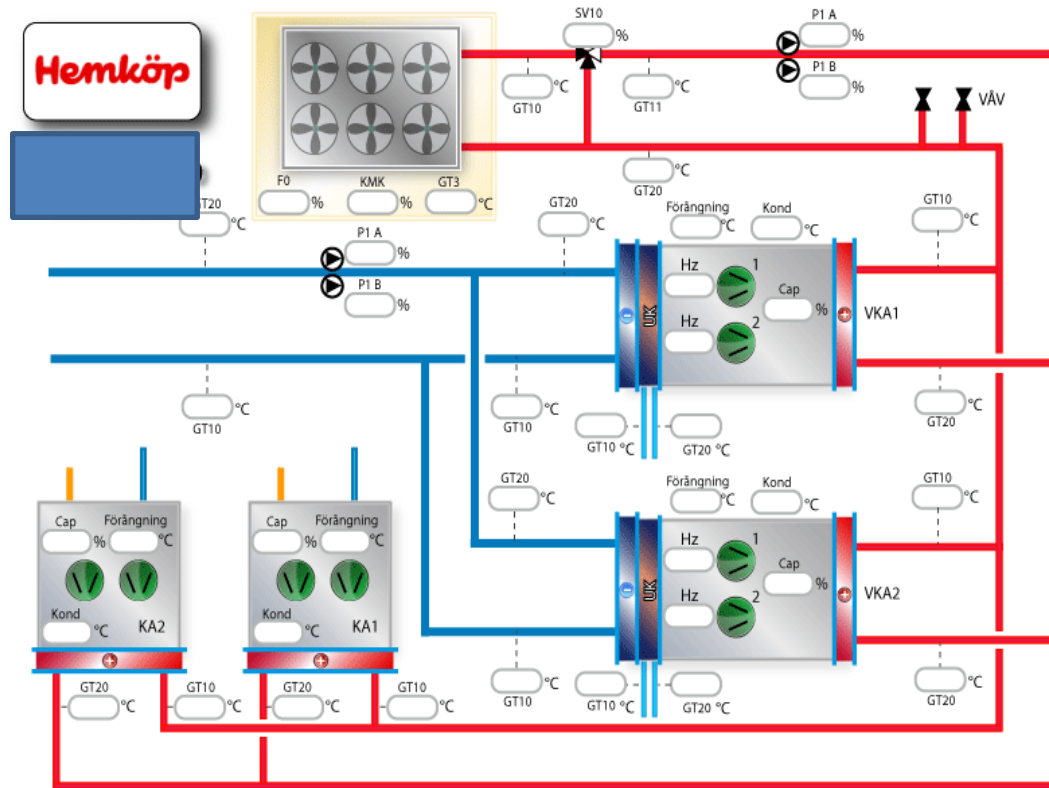 Hemköp
SV10
%
P1 A
%
P1 B
%
°C
GT10
°C
GT11
VÅV
F0
%
KMK
%
GT3
°C
°C
GT20
GT20
°C
P1 A
%
P1 B
%
GT20
°C
Förångning
°C
Kond
°C
GT10
°C
Hz
1
Hz
2
Cap
%
UK
VKA1
°C
GT10
°C
GT10
GT10 °C
GT20 °C
°C
GT20
GT20
°C
Förångning
°C
Kond
°C
GT10
°C
Hz
1
Hz
2
Cap
%
UK
VKA2
°C
GT10
GT10 °C
GT20 °C
°C
GT20
Cap
%
Förångning
°C
Kond
°C
KA2
Cap
%
Förångning
°C
Kond
°C
KA1
GT20
°C
GT10
°C
GT20
°C
GT10
°C